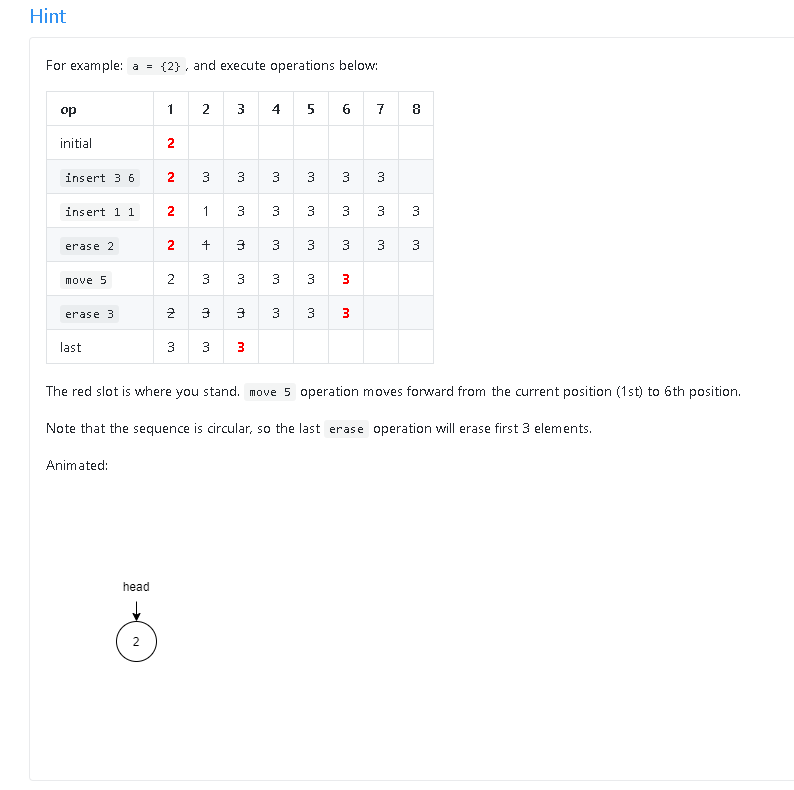 Hint
For example: a = {2} , and execute operations below:
op 1 2 3 4 5 6 7 8
initial 2
insert 3 6 2 3 3 3 3 3 3
insert 1 1 2 1 3 3 3 3 3 3
erase 2 2 1 3 3 3 3 3 3
move 5 2 3 3 3 3 3
erase 3 2 3 3 3 3 3
last 3 3 3
The red slot is where you stand. move 5 operation moves forward from the current position (1st) to 6th position.
Note that the sequence is circular, so the last erase operation will erase first 3 elements.
Animated:
head
2